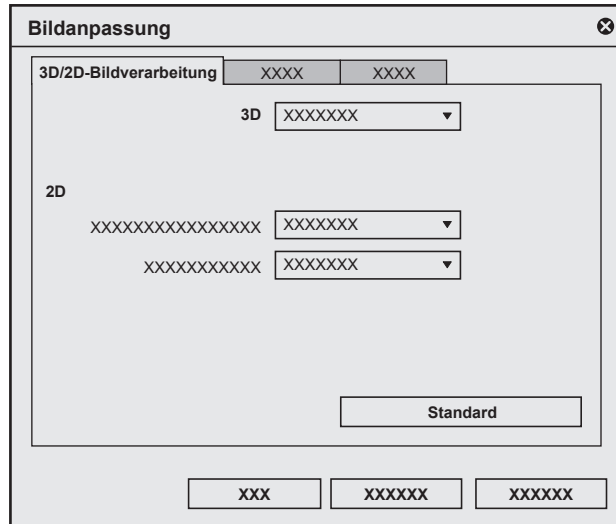 Bildanpassung
3D/2D-Bildverarbeitung XXXX XXXX
3D XXXXXXX
2D
XXXXXXXXXXXXXXXX XXXXXXX
XXXXXXXXXXX XXXXXXX
Standard
XXX XXXXXX XXXXXX